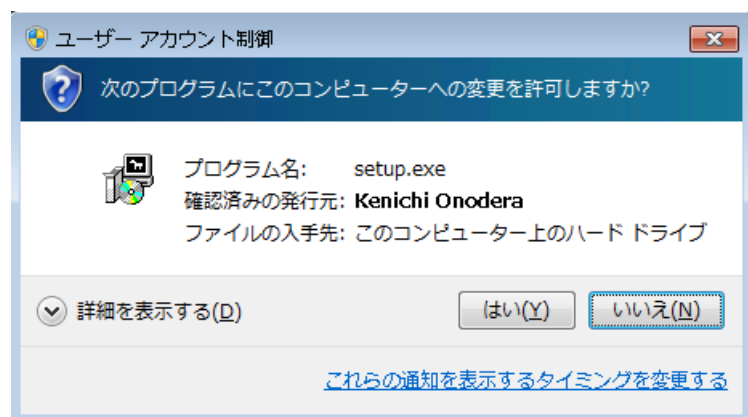 ユーザー アカウント制御
次のプログラムにこのコンピューターへの変更を許可しますか?
プログラム名: setup.exe
確認済みの発行元: Kenichi Onodera
ファイルの入手先: このコンピューター上のハード ドライブ
詳細を表示する(D) はい(Y) いいえ(N)
これらの通知を表示するタイミングを変更する